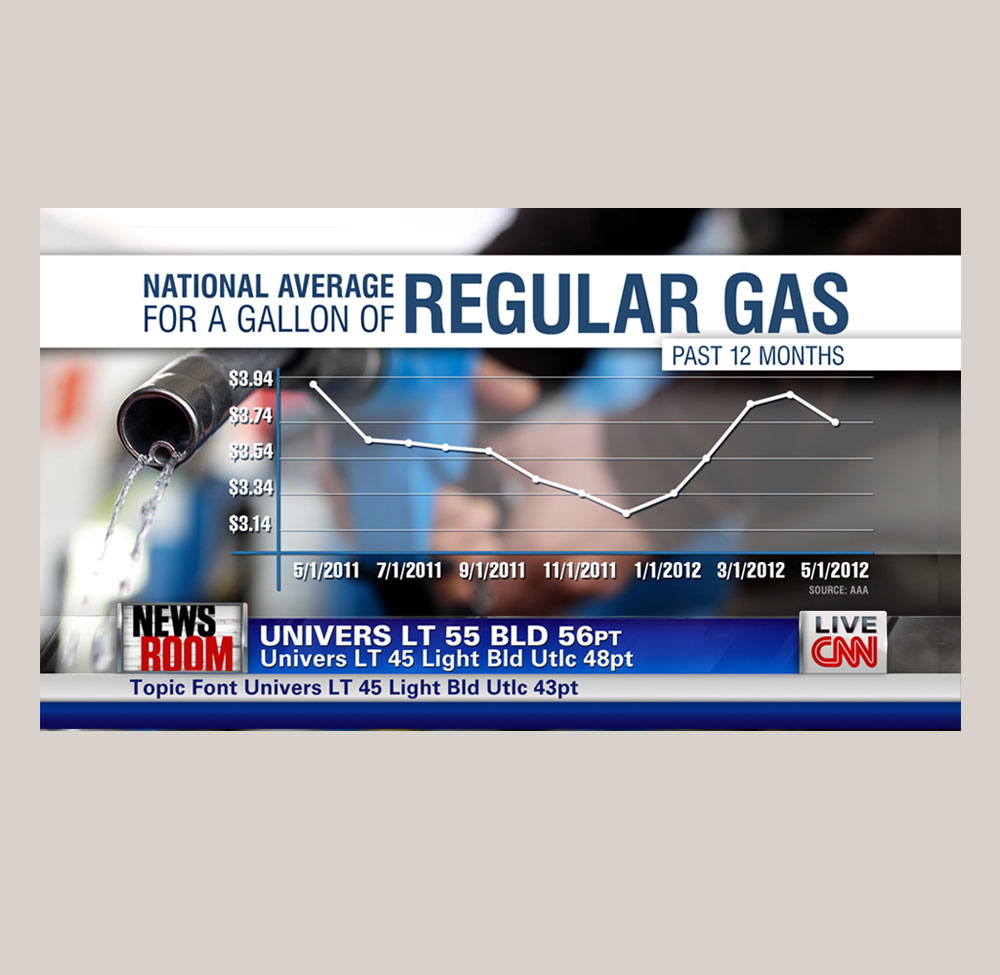 NATIONAL AVERAGE
FOR A GALLON OF
REGULAR GAS
PAST 12 MONTHS
$3.94
$3.74
$3.54
$3.34
$3.14
5/1/2011 7/1/2011 9/1/2011 11/1/2011 1/1/2012 3/1/2012 5/1/2012
SOURCE: AAA
NEWS
ROOM
UNIVERS LT 55 BLD 56PT
Univers LT 45 Light Bld Utlc 48pt
LIVE
CNN
Topic Font Univers LT 45 Light Bld Utlc 43pt